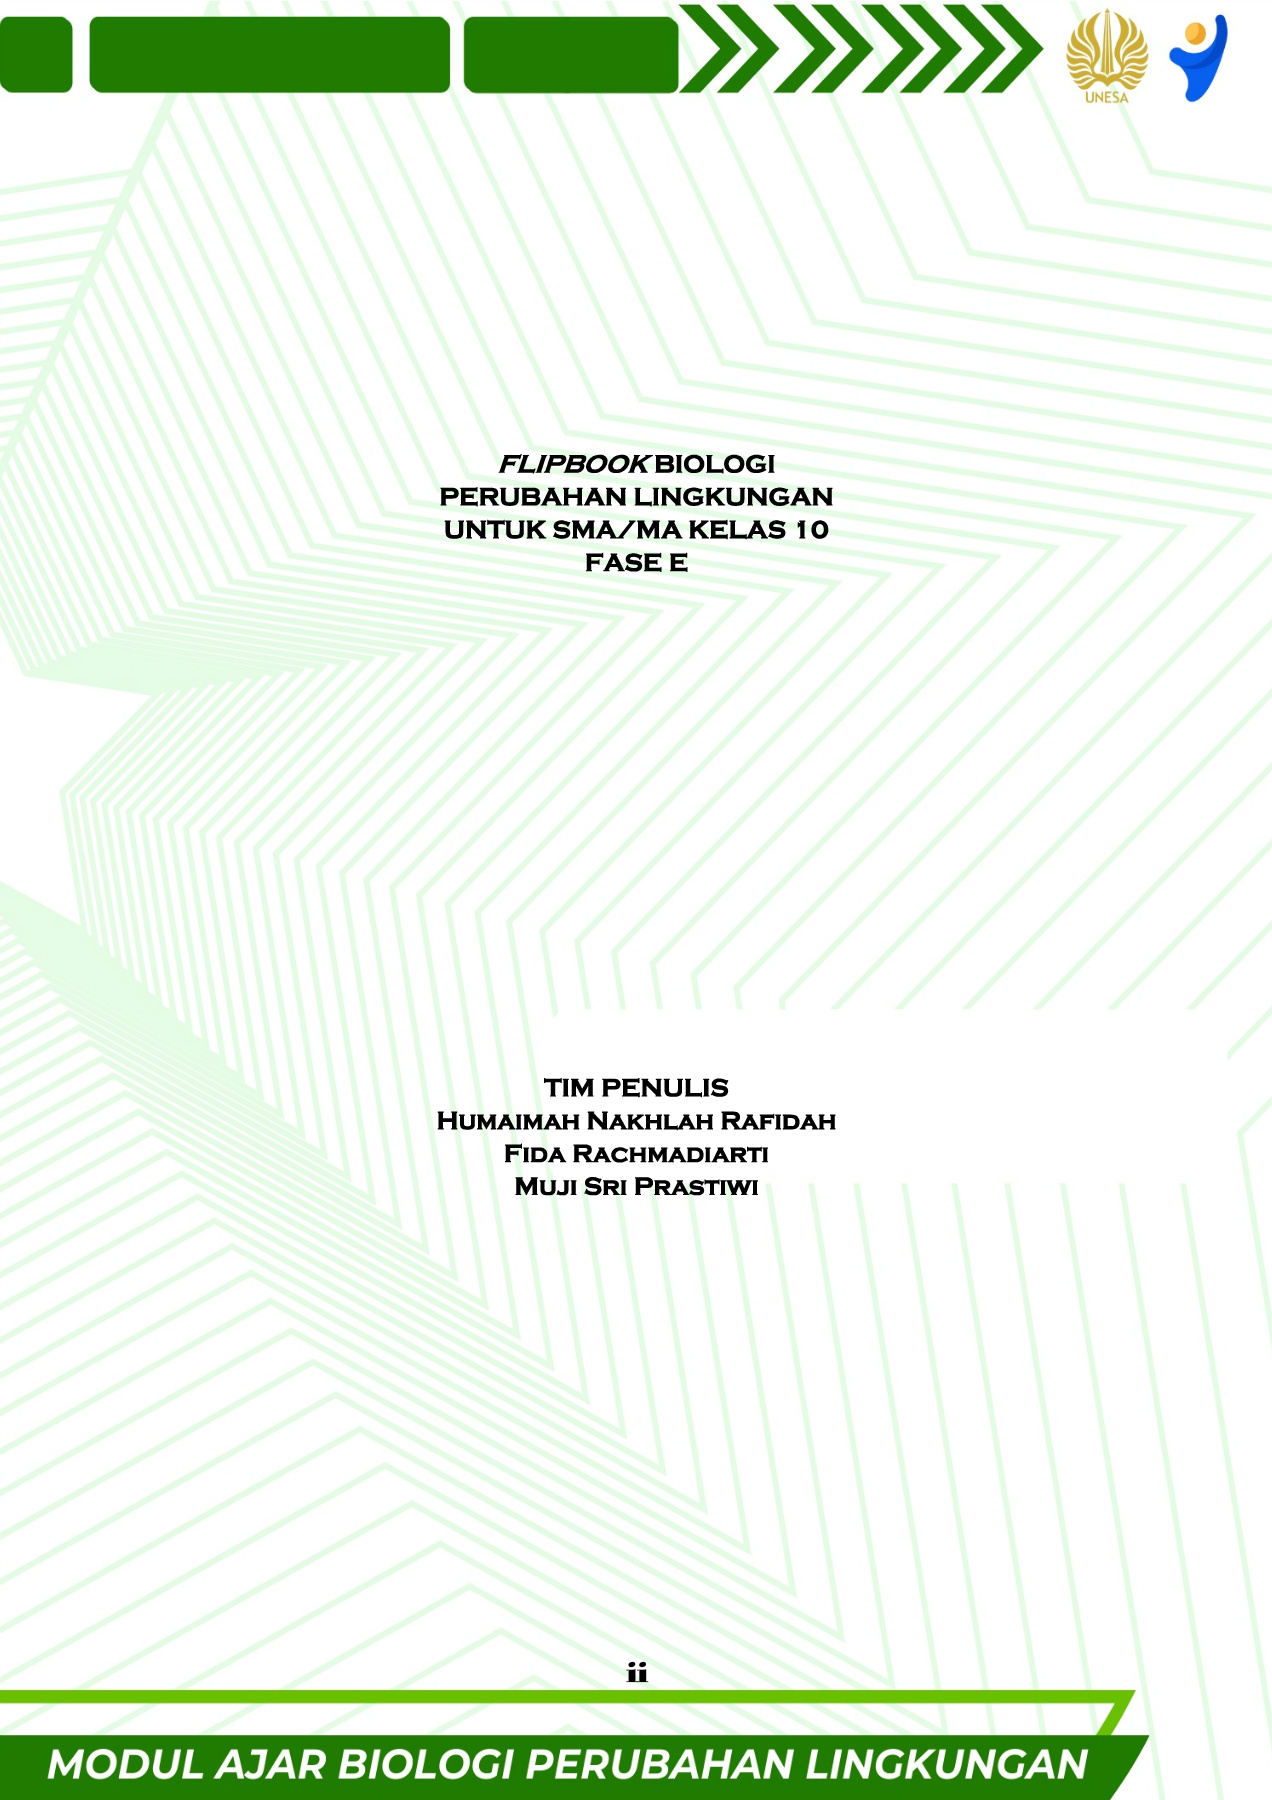 UNESA
FLIPBOOK BIOLOGI
PERUBAHAN LINGKUNGAN
UNTUK SMA/MA KELAS 10
FASE E
TIM PENULIS
HUMAIMAH NAKHLAH RAFIDAH
FIDA RACHMADIARTI
MUJI SRI PRASTIWI
ii
MODUL AJAR BIOLOGI PERUBAHAN LINGKUNGAN